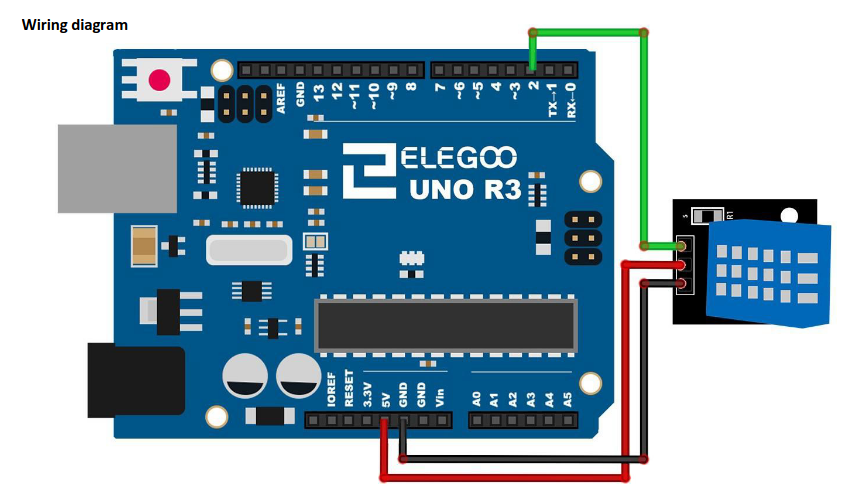 Wiring diagram
AREF
GND
13
12
~11
~10
~9
8
7
~6
~5
4
~3
2
TX→1
RX←0
ELEGOO
UNO R3
S
R1
IOREF
RESET
3.3V
5V
GND
GND
Vin
A0
A1
A2
A3
A4
A5